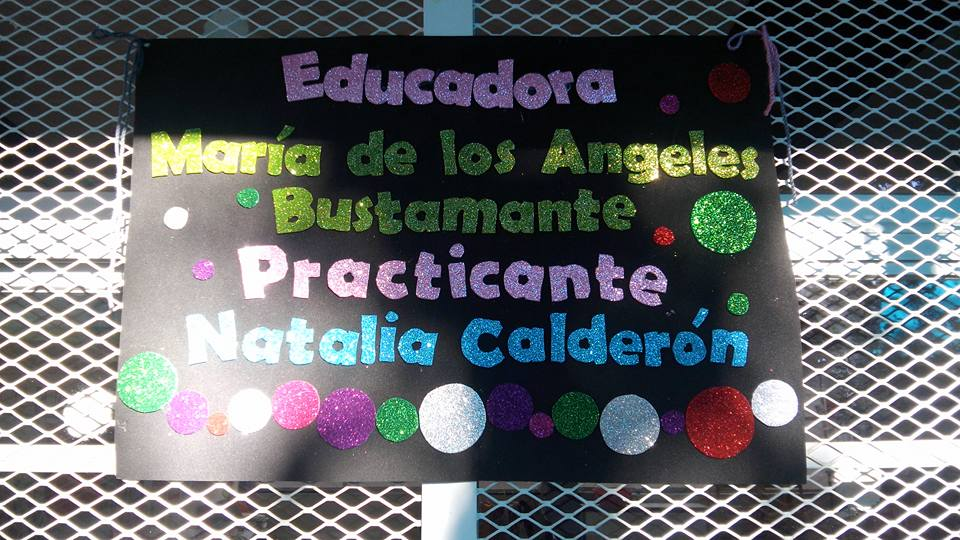 Educadora
María de los Angeles
Bustamante
Practicante
Natalia Calderón